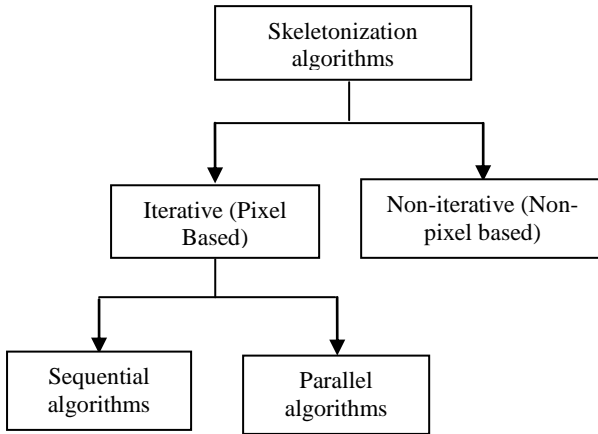 Skeletonization
algorithms
Iterative (Pixel
Based)
Non-iterative (Non-
pixel based)
Sequential
algorithms
Parallel
algorithms